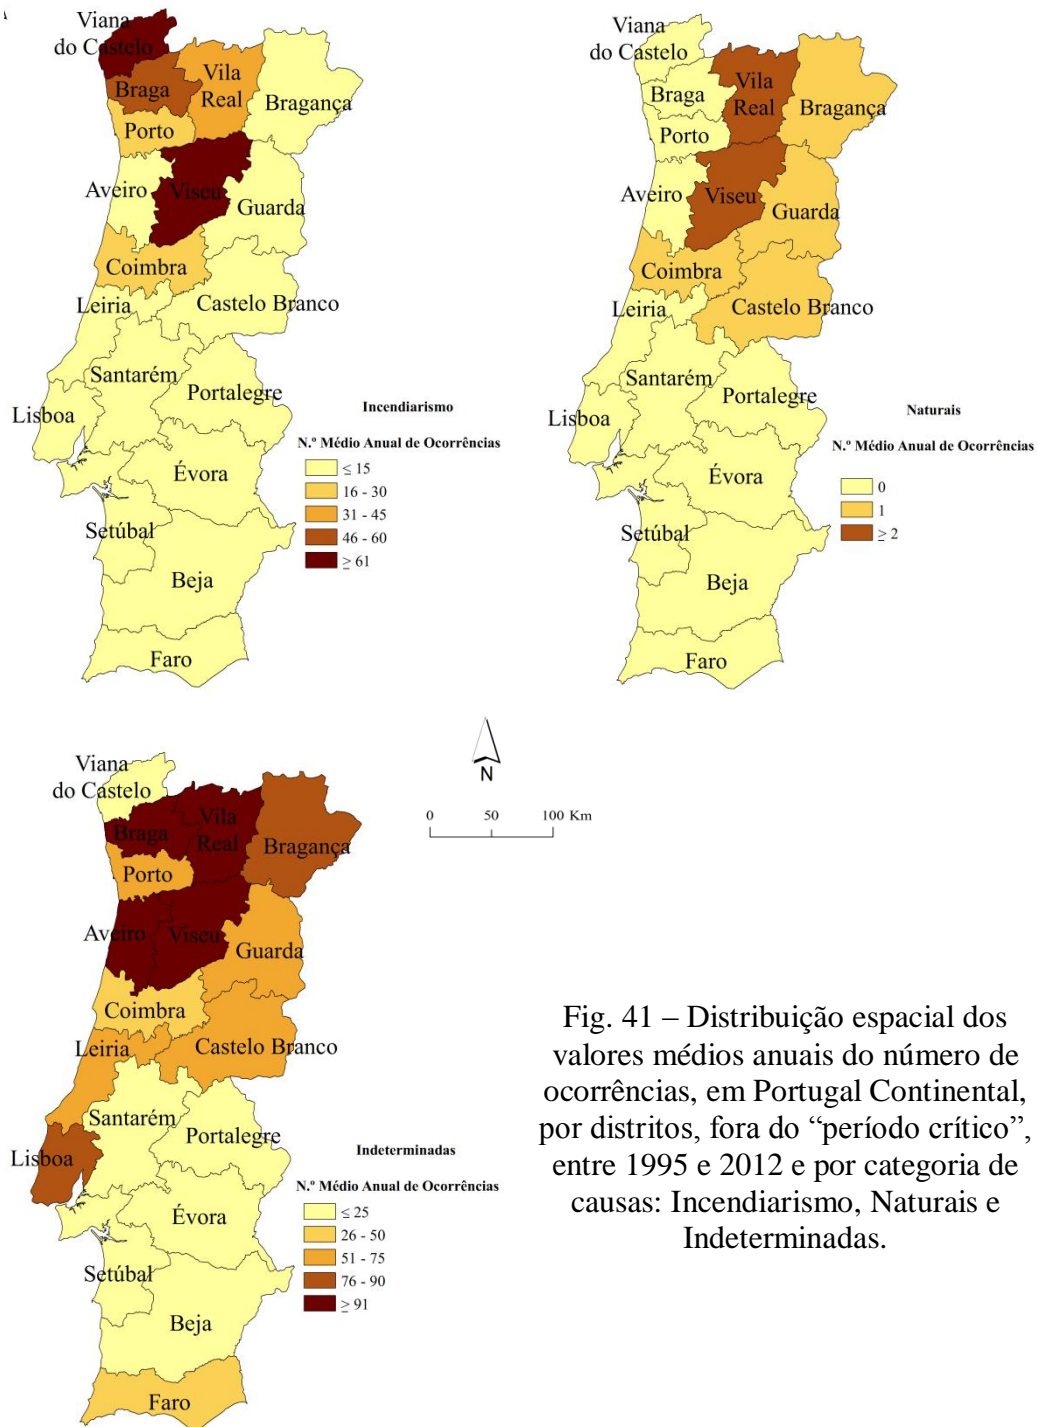 Viana
do Castelo
Braga
Vila
Real
Bragança
Porto
Aveiro
Viseu
Guarda
Coimbra
Leiria
Castelo Branco
Santarém
Portalegre
Lisboa
Évora
Setúbal
Beja
Faro
Incendiarismo
N.º Médio Anual de Ocorrências
≤ 15
16 - 30
31 - 45
46 - 60
≥ 61
Viana
do Castelo
Braga
Vila
Real
Bragança
Porto
Aveiro
Viseu
Guarda
Coimbra
Leiria
Castelo Branco
Santarém
Portalegre
Lisboa
Évora
Setúbal
Beja
Faro
Naturais
N.º Médio Anual de Ocorrências
0
1
≥ 2
N
0 50 100 Km
Viana
do Castelo
Braga
Vila
Real
Bragança
Porto
Aveiro
Viseu
Guarda
Coimbra
Leiria
Castelo Branco
Santarém
Portalegre
Lisboa
Évora
Setúbal
Beja
Faro
Indeterminadas
N.º Médio Anual de Ocorrências
≤ 25
26 - 50
51 - 75
76 - 90
≥ 91
Fig. 41 – Distribuição espacial dos
valores médios anuais do número de
ocorrências, em Portugal Continental,
por distritos, fora do “período crítico”,
entre 1995 e 2012 e por categoria de
causas: Incendiarismo, Naturais e
Indeterminadas.